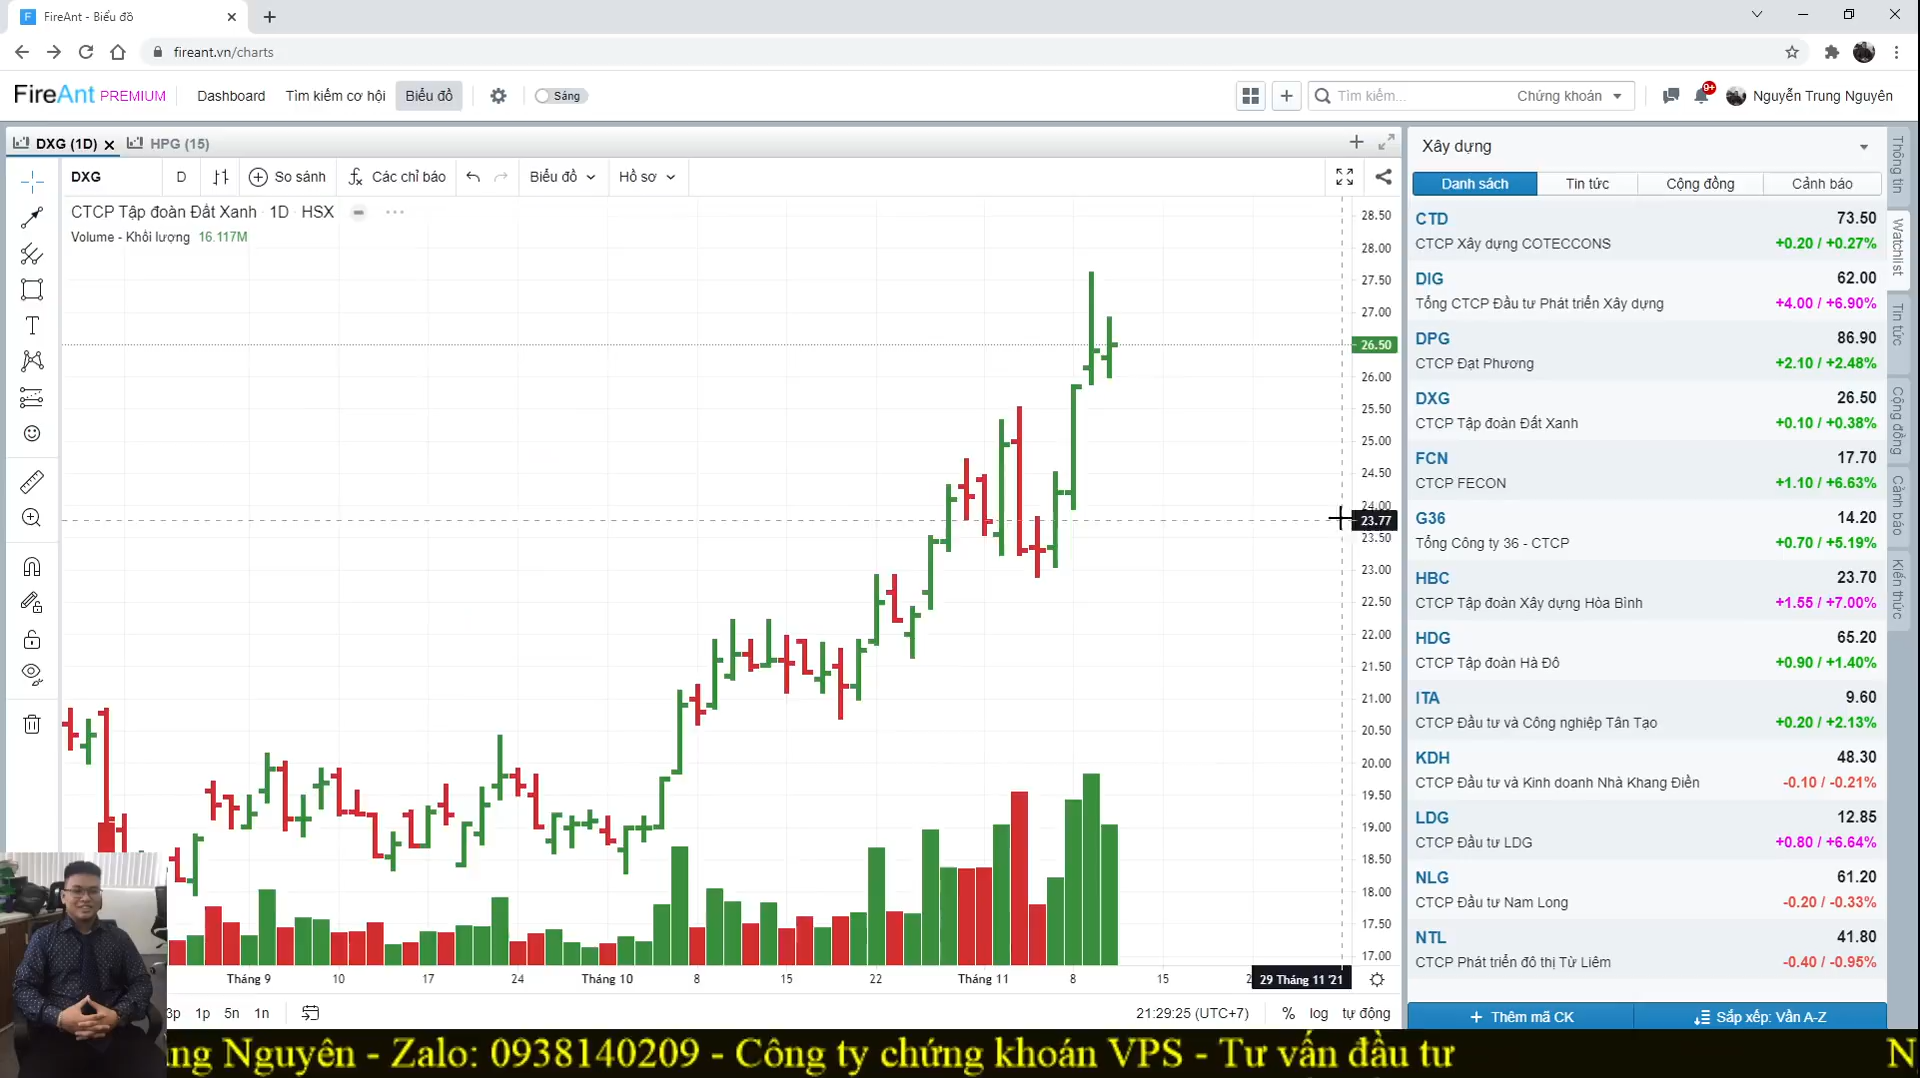 FireAnt - Biểu đồ
fireant.vn/charts
FireAnt PREMIUM
Dashboard
Tìm kiếm cơ hội
Biểu đồ
Sáng
Tìm kiếm...
Chứng khoán
9+
Nguyễn Trung Nguyên
DXG (1D)
HPG (15)
DXG
D
So sánh
Các chỉ báo
Biểu đồ
Hồ sơ
CTCP Tập đoàn Đất Xanh · 1D · HSX
Volume - Khối lượng 16.117M
28.50
28.00
27.50
27.00
26.50
26.00
25.50
25.00
24.50
24.00
23.77
23.50
23.00
22.50
22.00
21.50
21.00
20.50
20.00
19.50
19.00
18.50
18.00
17.50
17.00
Tháng 9
10
17
24
Tháng 10
8
15
22
Tháng 11
8
15
29 Tháng 11 '21
3p
1p
5n
1n
21:29:25 (UTC+7)
%
log
tự động
Xây dựng
Danh sách
Tin tức
Cộng đồng
Cảnh báo
CTD 73.50
CTCP Xây dựng COTECCONS +0.20 / +0.27%
DIG 62.00
Tổng CTCP Đầu tư Phát triển Xây dựng +4.00 / +6.90%
DPG 86.90
CTCP Đạt Phương +2.10 / +2.48%
DXG 26.50
CTCP Tập đoàn Đất Xanh +0.10 / +0.38%
FCN 17.70
CTCP FECON +1.10 / +6.63%
G36 14.20
Tổng Công ty 36 - CTCP +0.70 / +5.19%
HBC 23.70
CTCP Tập đoàn Xây dựng Hòa Bình +1.55 / +7.00%
HDG 65.20
CTCP Tập đoàn Hà Đô +0.90 / +1.40%
ITA 9.60
CTCP Đầu tư và Công nghiệp Tân Tạo +0.20 / +2.13%
KDH 48.30
CTCP Đầu tư và Kinh doanh Nhà Khang Điền -0.10 / -0.21%
LDG 12.85
CTCP Đầu tư LDG +0.80 / +6.64%
NLG 61.20
CTCP Đầu tư Nam Long -0.20 / -0.33%
NTL 41.80
CTCP Phát triển đô thị Từ Liêm -0.40 / -0.95%
Thêm mã CK
Sắp xếp: Vần A-Z
Thông tin
Watchlist
Tin tức
Cộng đồng
Cảnh báo
Kiến thức
Nguyên - Zalo: 0938140209 - Công ty chứng khoán VPS - Tư vấn đầu tư
N